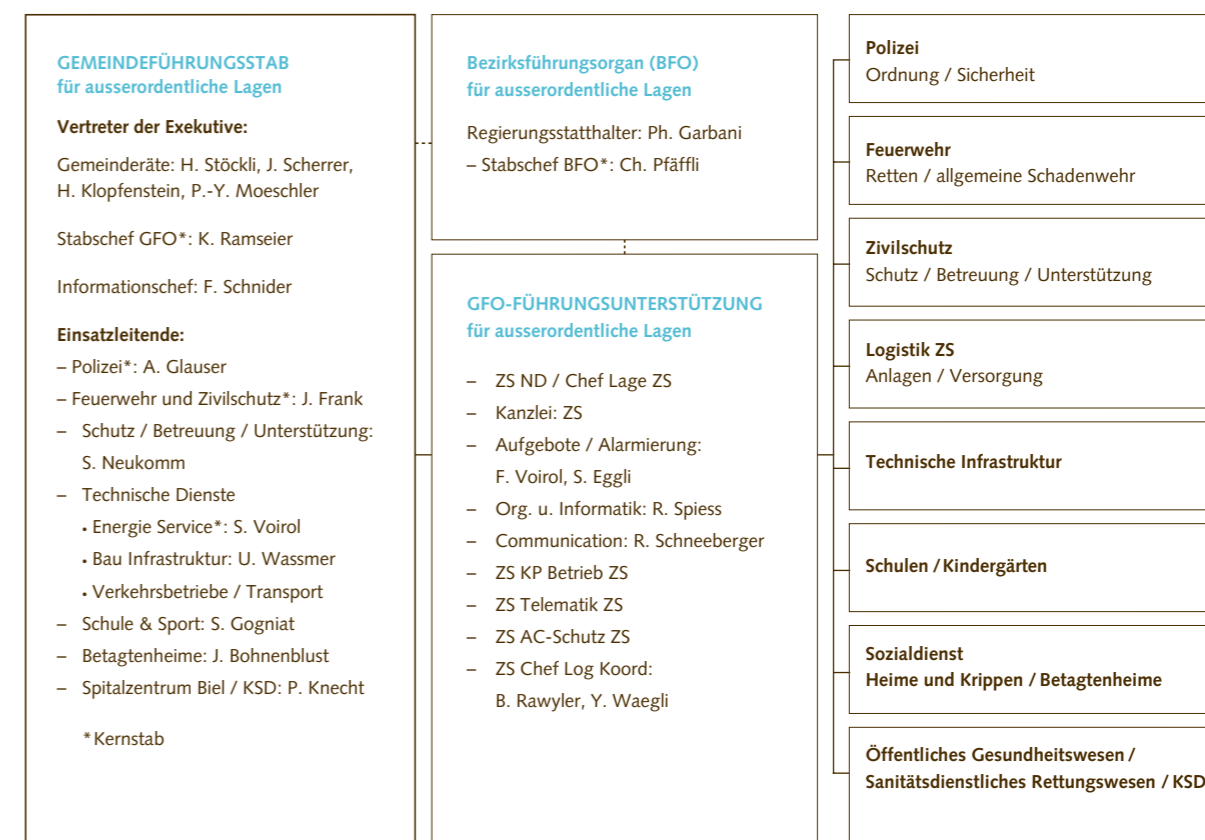 GEMEINDEFÜHRUNGSSTAB
für ausserordentliche Lagen
Vertreter der Exekutive:
Gemeinderäte: H. Stöckli, J. Scherrer,
H. Klopfenstein, P.-Y. Moeschler
Stabschef GFO*: K. Ramseier
Informationschef: F. Schnider
Einsatzleitende:
– Polizei*: A. Glauser
– Feuerwehr und Zivilschutz*: J. Frank
– Schutz / Betreuung / Unterstützung:
S. Neukomm
– Technische Dienste
• Energie Service*: S. Voirol
• Bau Infrastruktur: U. Wassmer
• Verkehrsbetriebe / Transport
– Schule & Sport: S. Gogniat
– Betagtenheime: J. Bohnenblust
– Spitalzentrum Biel / KSD: P. Knecht
*Kernstab
Bezirksführungsorgan (BFO)
für ausserordentliche Lagen
Regierungsstatthalter: Ph. Garbani
– Stabschef BFO*: Ch. Pfäffli
GFO-FÜHRUNGSUNTERSTÜTZUNG
für ausserordentliche Lagen
– ZS ND / Chef Lage ZS
– Kanzlei: ZS
– Aufgebote / Alarmierung:
F. Voirol, S. Eggli
– Org. u. Informatik: R. Spiess
– Communication: R. Schneeberger
– ZS KP Betrieb ZS
– ZS Telematik ZS
– ZS AC-Schutz ZS
– ZS Chef Log Koord:
B. Rawyler, Y. Waegli
Polizei
Ordnung / Sicherheit
Feuerwehr
Retten / allgemeine Schadenwehr
Zivilschutz
Schutz / Betreuung / Unterstützung
Logistik ZS
Anlagen / Versorgung
Technische Infrastruktur
Schulen / Kindergärten
Sozialdienst
Heime und Krippen / Betagtenheime
Öffentliches Gesundheitswesen /
Sanitätsdienstliches Rettungswesen / KSD